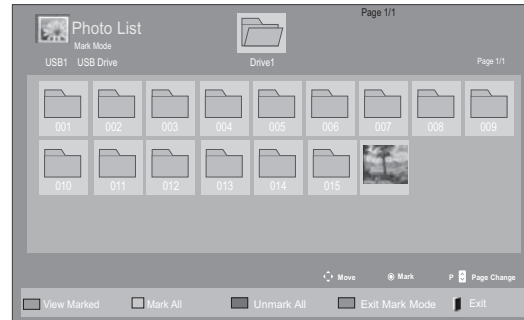 Page 1/1
Photo List
Mark Mode
USB1 USB Drive Drive1 Page 1/1
001 002 003 004 005 006 007 008 009
010 011 012 013 014 015
Move Mark P Page Change
View Marked Mark All Unmark All Exit Mark Mode Exit